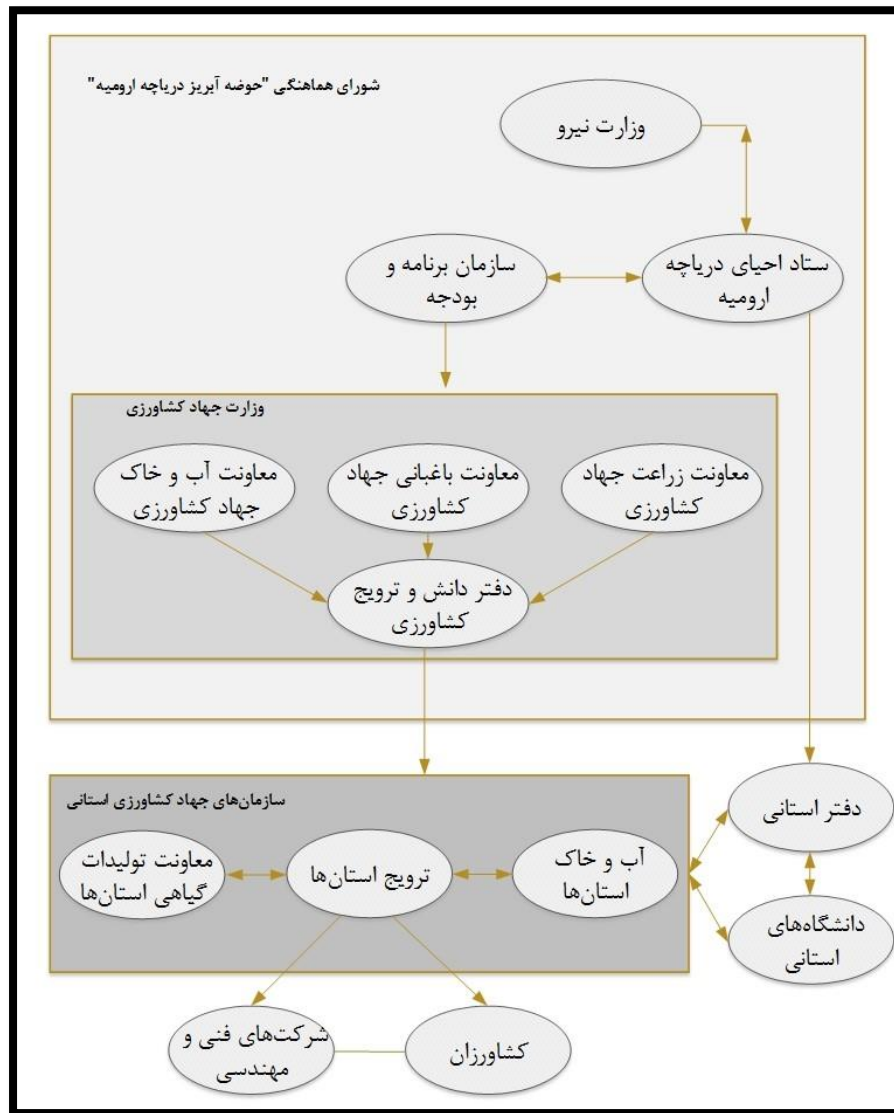 شورای هماهنگی "حوضه آبریز دریاچه ارومیه"
وزارت نیرو
ستاد احیای دریاچه
ارومیه
سازمان برنامه و
بودجه
وزارت جهاد کشاورزی
معاونت زراعت جهاد
کشاورزی
معاونت باغبانی جهاد
کشاورزی
معاونت آب و خاک
جهاد کشاورزی
دفتر دانش و ترویج
کشاورزی
سازمان‌های جهاد کشاورزی استانی
دفتر استانی
آب و خاک
استان‌ها
ترویج استان‌ها
معاونت تولیدات
گیاهی استان‌ها
دانشگاه‌های
استانی
کشاورزان
شرکت‌های فنی و
مهندسی